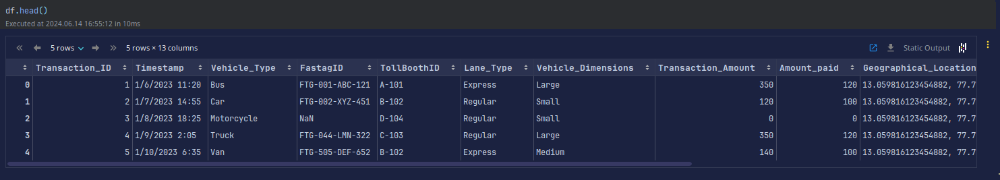 df.head()
Executed at 2024.06.14 16:55:12 in 10ms
5 rows 5 rows × 13 columns Static Output
Transaction_ID Timestamp Vehicle_Type FastagID TollBoothID Lane_Type Vehicle_Dimensions Transaction_Amount Amount_paid Geographical_Location
0 1 1/6/2023 11:20 Bus FTG-001-ABC-121 A-101 Express Large 350 120 13.059816123454882, 77.7
1 2 1/7/2023 14:55 Car FTG-002-XYZ-451 B-102 Regular Small 120 100 13.059816123454882, 77.7
2 3 1/8/2023 18:25 Motorcycle NaN D-104 Regular Small 0 0 13.059816123454882, 77.7
3 4 1/9/2023 2:05 Truck FTG-044-LMN-322 C-103 Regular Large 350 120 13.059816123454882, 77.7
4 5 1/10/2023 6:35 Van FTG-505-DEF-652 B-102 Express Medium 140 100 13.059816123454882, 77.7